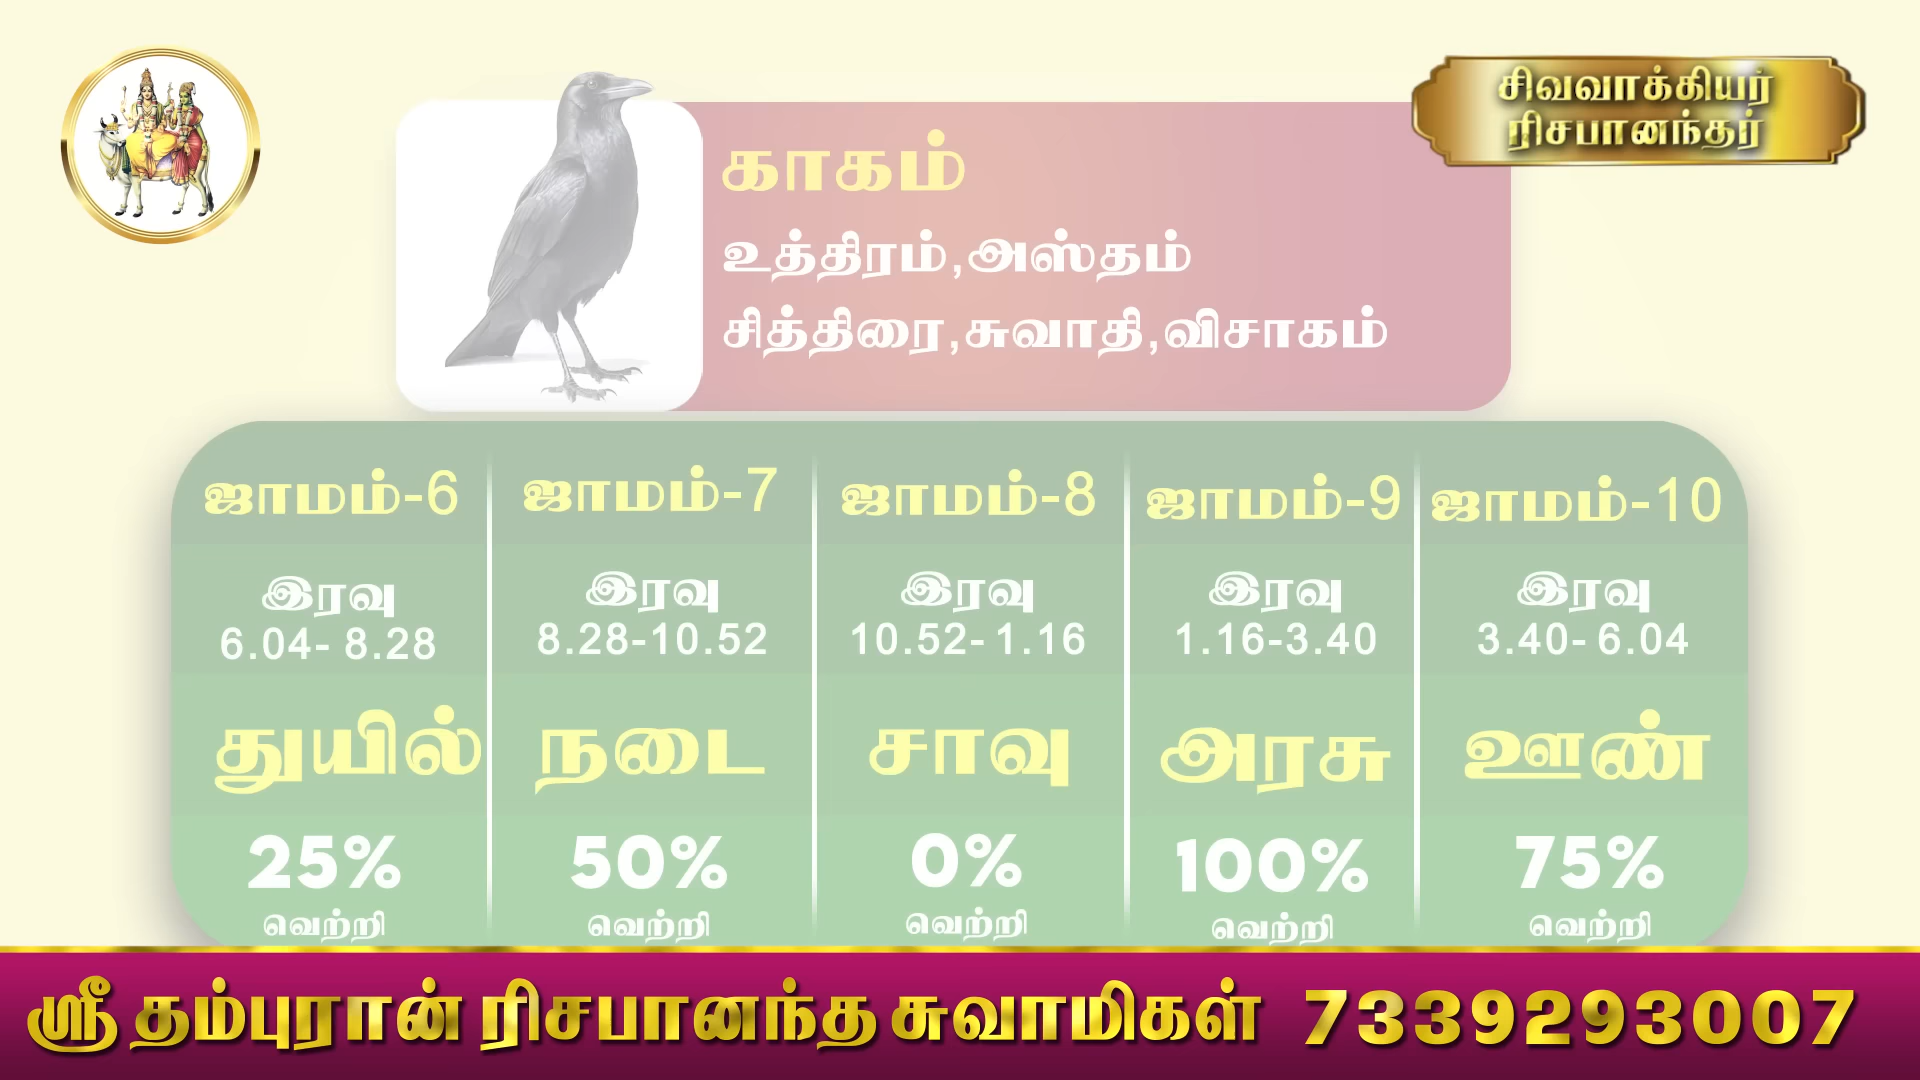 சிவவாக்கியர்
ரிசபானந்தர்
காகம்
உத்திரம்,அஸ்தம்
சித்திரை,சுவாதி,விசாகம்
ஜாமம்-6 ஜாமம்-7 ஜாமம்-8 ஜாமம்-9 ஜாமம்-10
இரவு இரவு இரவு இரவு இரவு
6.04- 8.28 8.28-10.52 10.52- 1.16 1.16-3.40 3.40- 6.04
துயில் நடை சாவு அரசு ஊண்
25% 50% 0% 100% 75%
வெற்றி வெற்றி வெற்றி வெற்றி வெற்றி
ஸ்ரீ தம்புரான் ரிசபானந்த சுவாமிகள் 7339293007